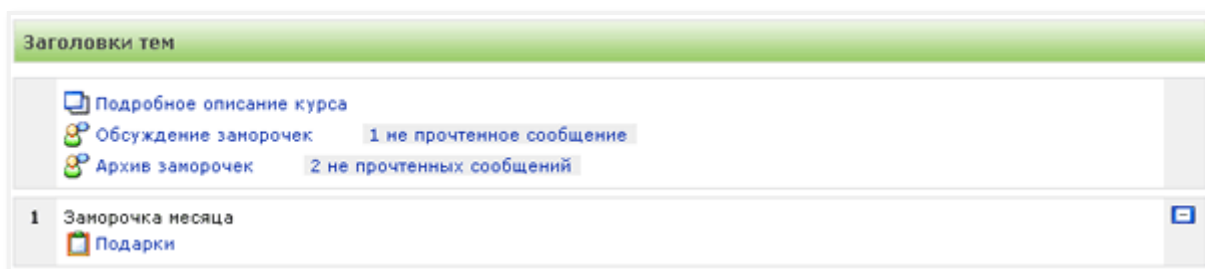 Заголовки тем
Подробное описание курса
Обсуждение заморочек 1 не прочтенное сообщение
Архив заморочек 2 не прочтенных сообщений
1 Заморочка месяца
Подарки